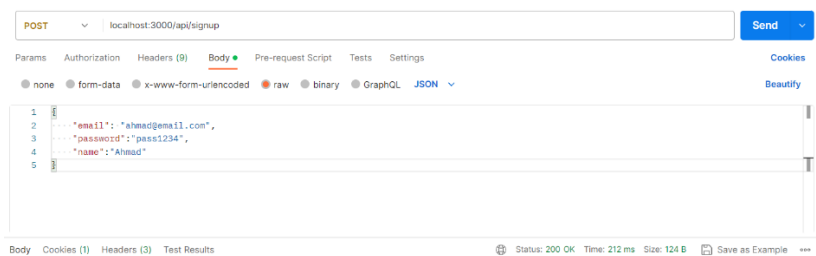 POST localhost:3000/api/signup Send
Params Authorization Headers (9) Body Pre-request Script Tests Settings Cookies
none form-data x-www-form-urlencoded raw binary GraphQL JSON Beautify
1 {
2 "email": "ahmad@email.com",
3 "password":"pass1234",
4 "name":"Ahmad"
5 }
Body Cookies (1) Headers (3) Test Results Status: 200 OK Time: 212 ms Size: 124 B Save as Example